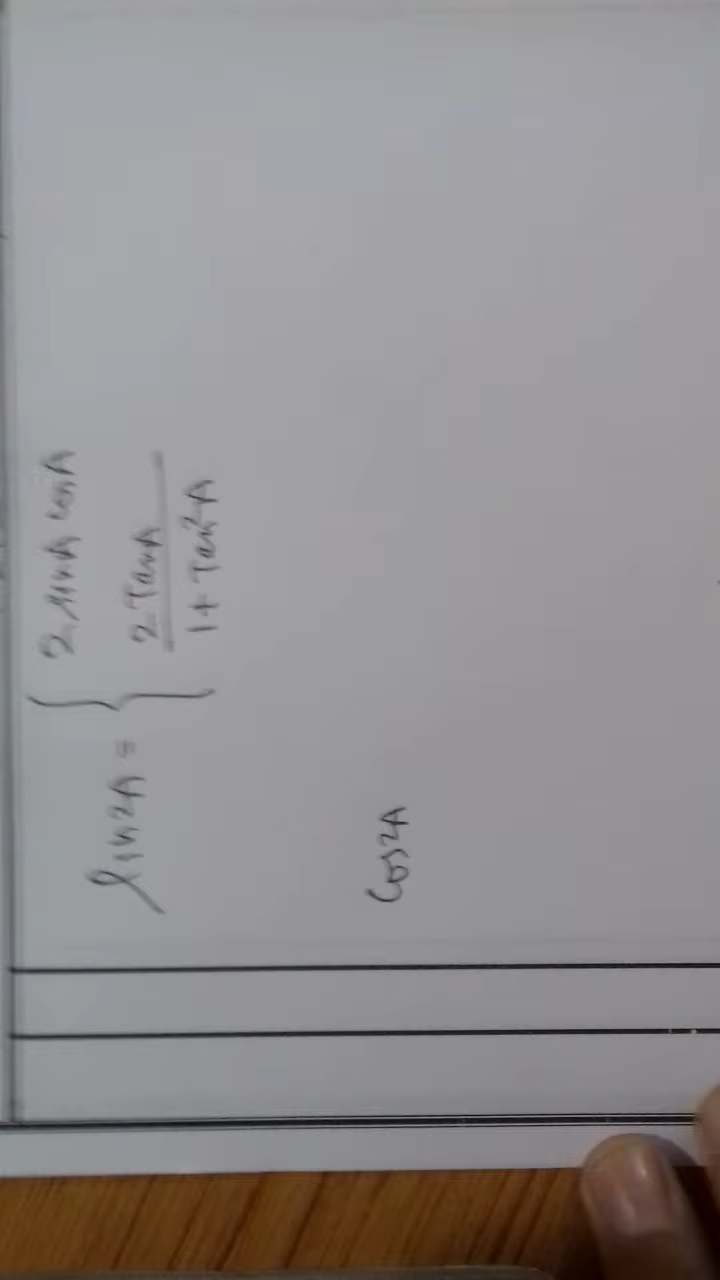 sin2A = { 2 sinA cosA
2 TanA
1 + Tan²A
Cos2A